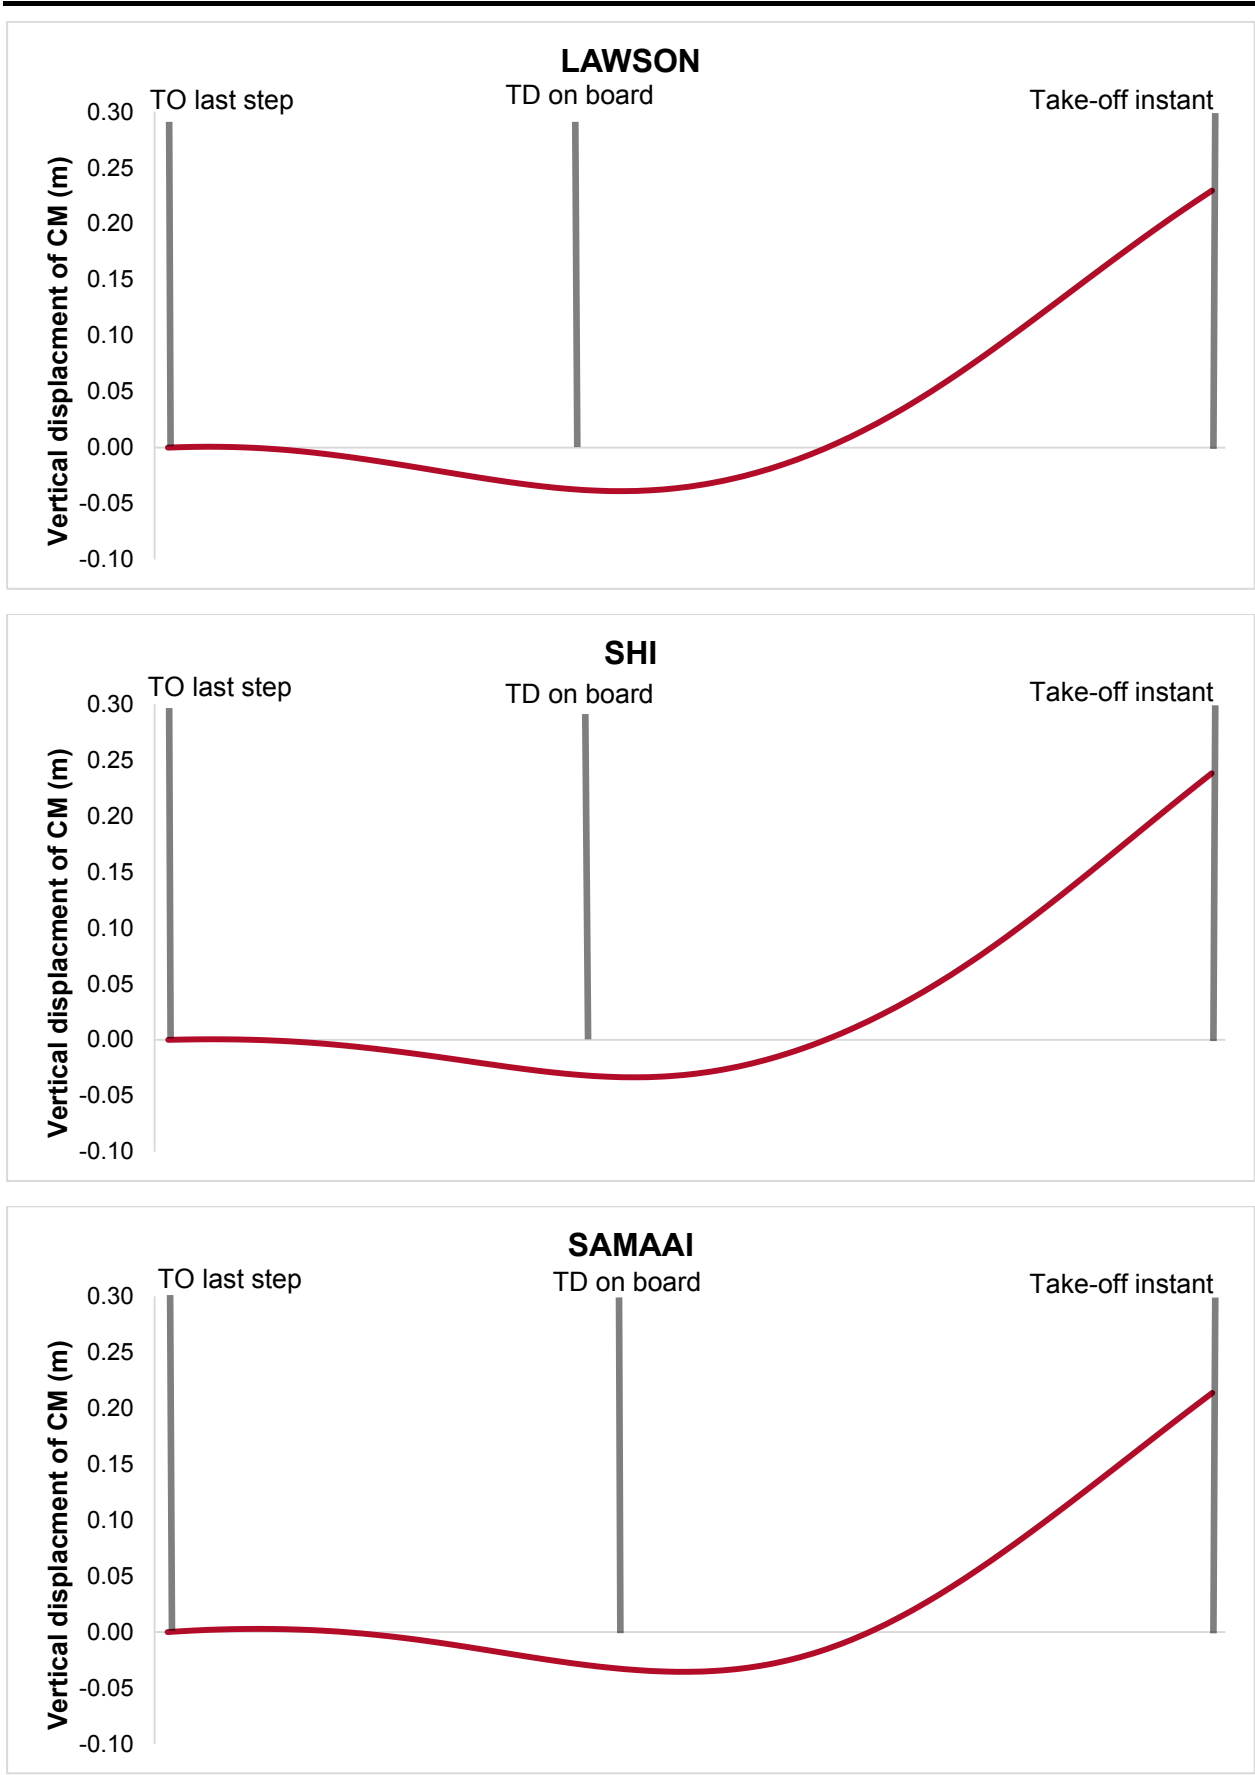 LAWSON
TO last step
TD on board
Take-off instant
Vertical displacment of CM (m)
0.30
0.25
0.20
0.15
0.10
0.05
0.00
-0.05
-0.10
SHI
TO last step
TD on board
Take-off instant
Vertical displacment of CM (m)
0.30
0.25
0.20
0.15
0.10
0.05
0.00
-0.05
-0.10
SAMAAI
TO last step
TD on board
Take-off instant
Vertical displacment of CM (m)
0.30
0.25
0.20
0.15
0.10
0.05
0.00
-0.05
-0.10